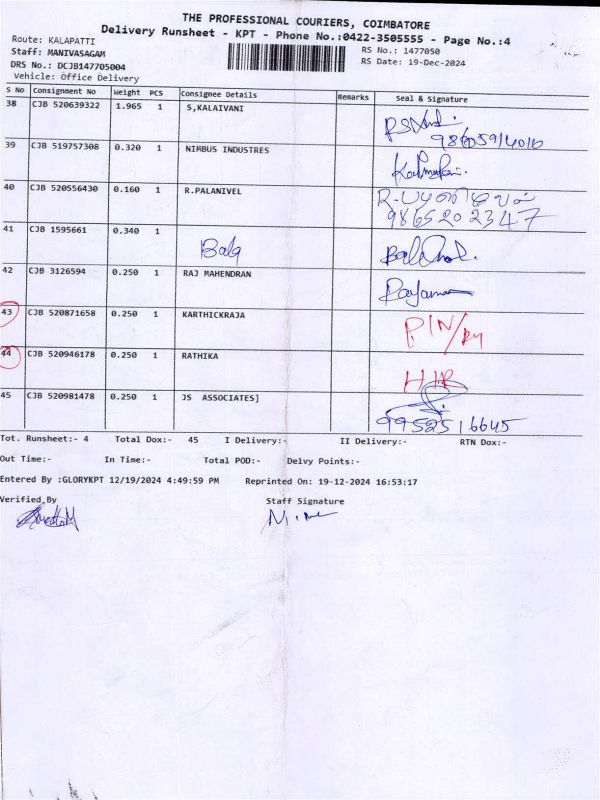 THE PROFESSIONAL COURIERS, COIMBATORE
Delivery Runsheet - KPT - Phone No.:0422-3505555 - Page No.:4
Route: KALAPATTI
Staff: MANIVASAGAM
DRS No.: DCJB147705004
Vehicle: Office Delivery
RS No.: 1477050
RS Date: 19-Dec-2024
S No Consignment No Weight PCS Consignee Details Remarks Seal & Signature
38 CJB 520639322 1.965 1 S,KALAIVANI
39 CJB 519757308 0.320 1 NIMBUS INDUSTRES
40 CJB 520556430 0.160 1 R.PALANIVEL R. பழனிவேல்
9865202347
41 CJB 1595661 0.340 1 Bala
42 CJB 3126594 0.250 1 RAJ MAHENDRAN
43 CJB 520871658 0.250 1 KARTHICKRAJA
44 CJB 520946178 0.250 1 RATHIKA
45 CJB 520981478 0.250 1 JS ASSOCIATES]
9952516645
Tot. Runsheet:- 4 Total Dox:- 45 I Delivery:- II Delivery:- RTN Dox:-
Out Time:- In Time:- Total POD:- Delvy Points:-
Entered By :GLORYKPT 12/19/2024 4:49:59 PM Reprinted On: 19-12-2024 16:53:17
Verified By Staff Signature